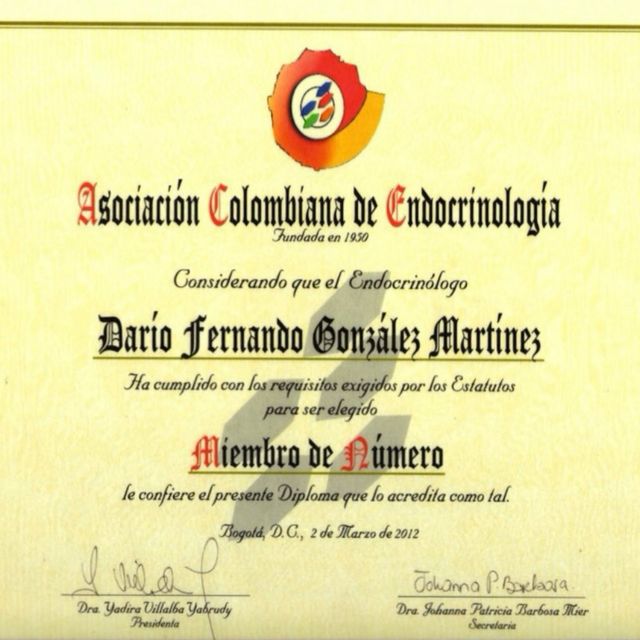 Asociación Colombiana de Endocrinología
Fundada en 1950
Considerando que el Endocrinólogo
Darío Fernando González Martínez
Ha cumplido con los requisitos exigidos por los Estatutos
para ser elegido
Miembro de Número
le confiere el presente Diploma que lo acredita como tal.
Bogotá, D.C., 2 de Marzo de 2012
Johanna P. Barbosa
Dra. Yadira Villalba Yabrudy
Dra. Johanna Patricia Barbosa Mier
Presidenta
Secretaria